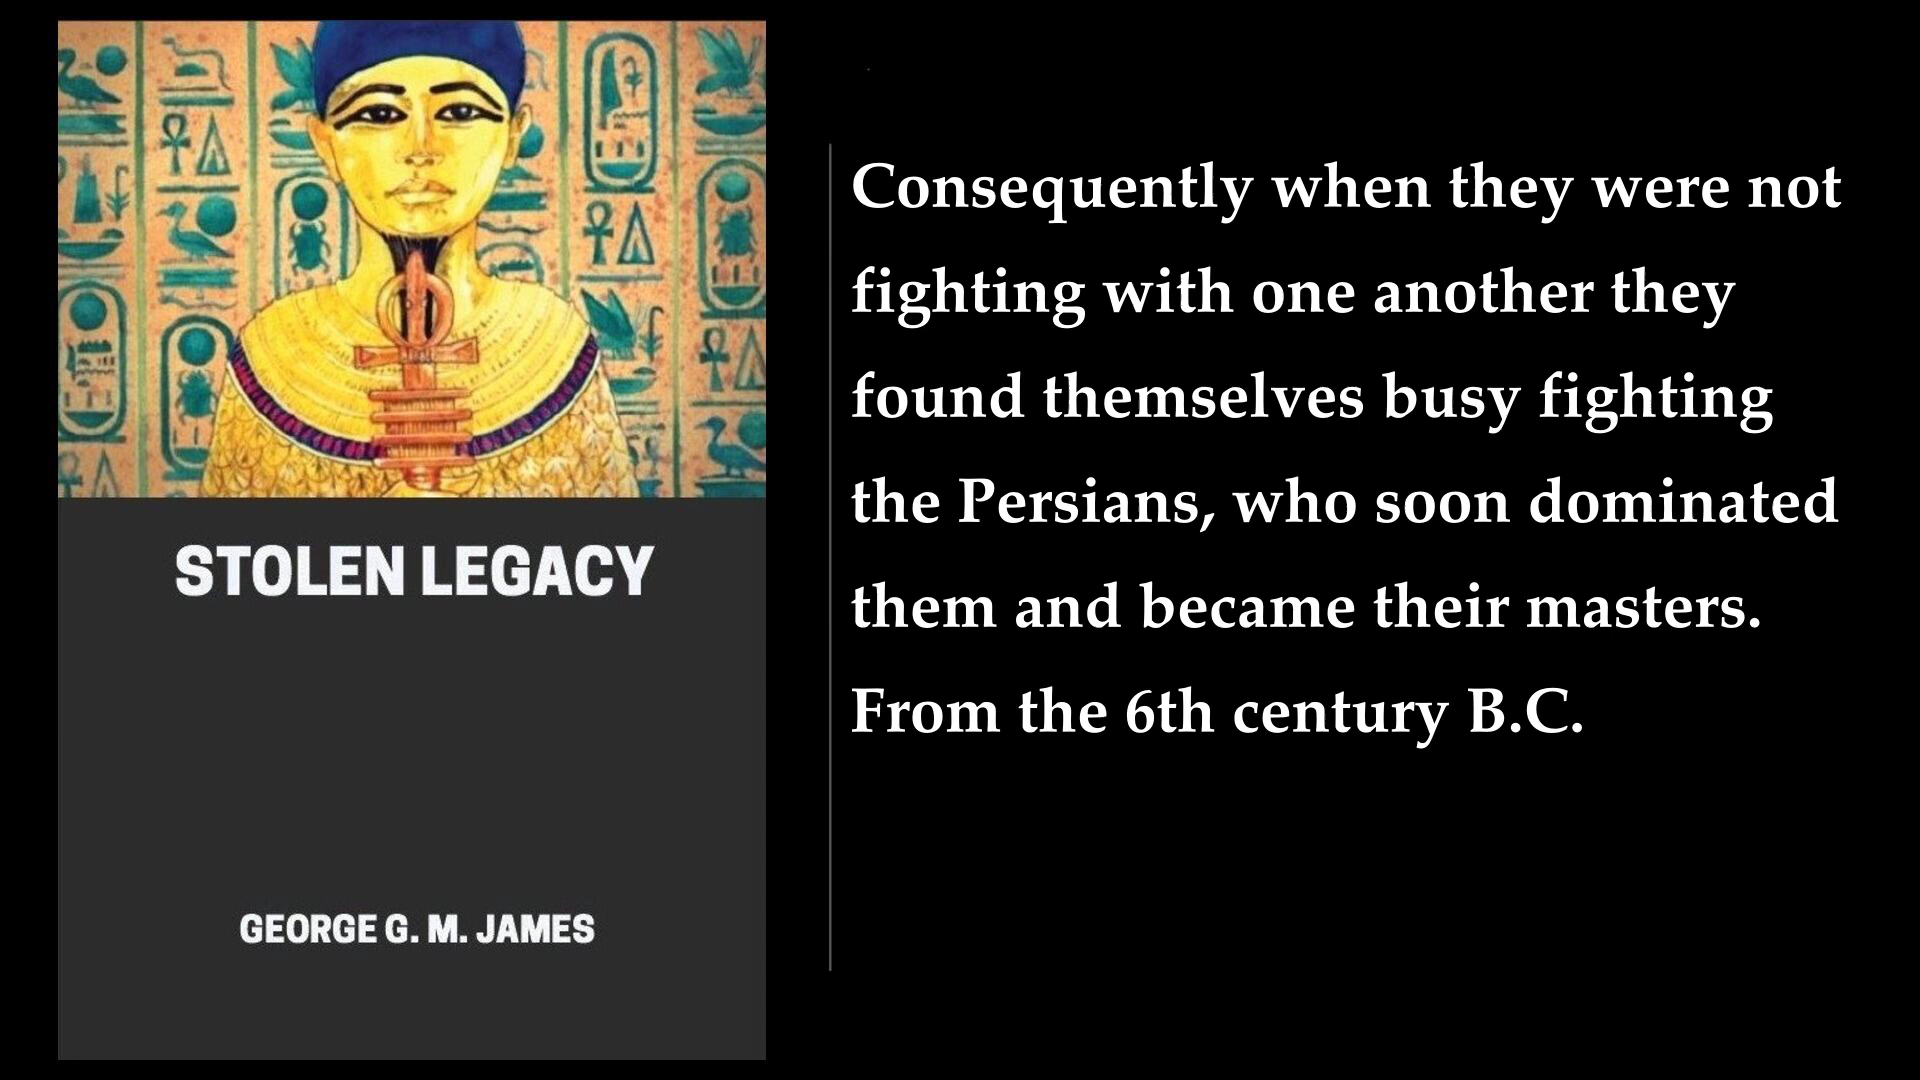 STOLEN LEGACY
GEORGE G. M. JAMES
Consequently when they were not
fighting with one another they
found themselves busy fighting
the Persians, who soon dominated
them and became their masters.
From the 6th century B.C.